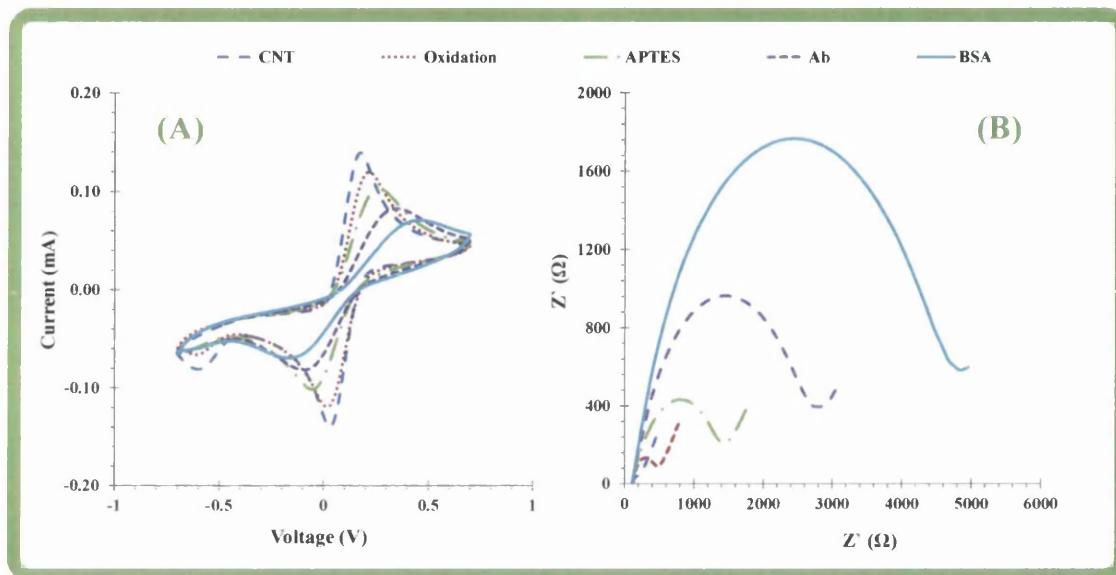 CNT Oxidation APTES Ab BSA
(A)
0.20
0.10
0.00
-0.10
-0.20
-1 -0.5 0 0.5 1
Current (mA)
Voltage (V)
(B)
2000
1600
1200
800
400
0
0 1000 2000 3000 4000 5000 6000
Z` (Ω)
Z` (Ω)